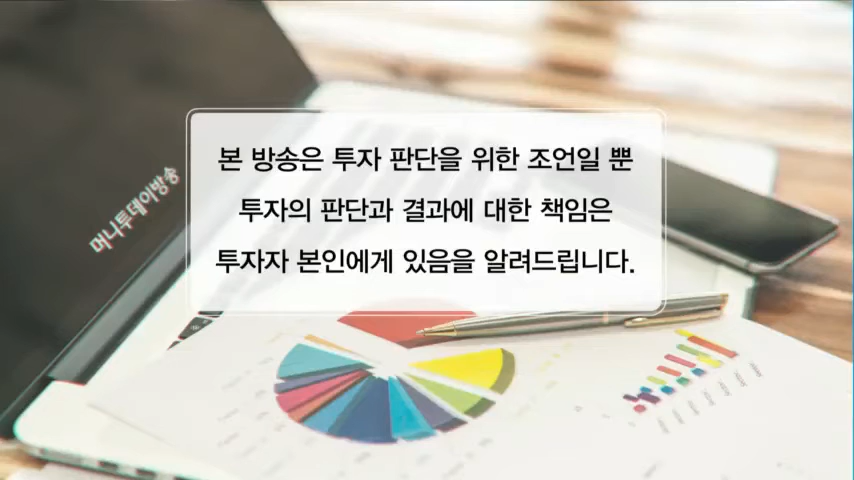 본 방송은 투자 판단을 위한 조언일 뿐
투자의 판단과 결과에 대한 책임은
투자자 본인에게 있음을 알려드립니다.
머니투데이방송